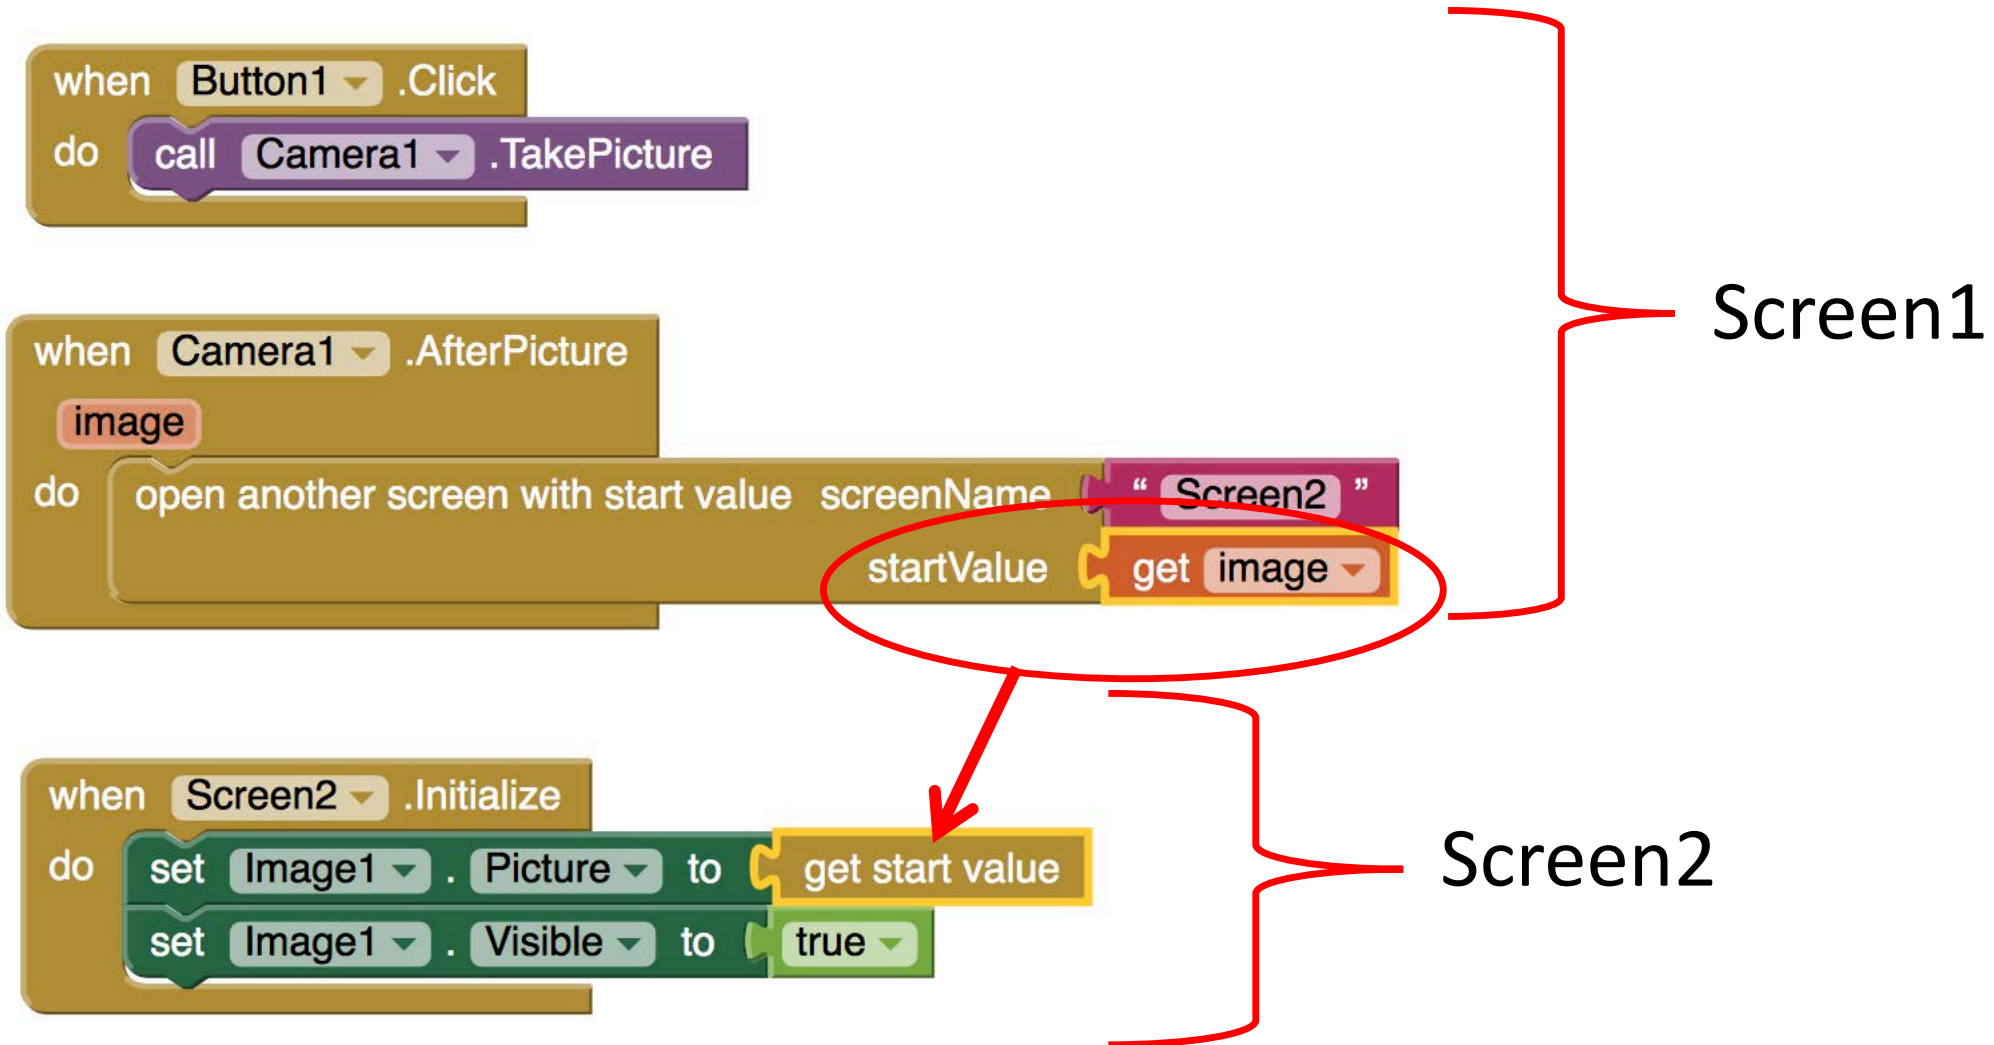 when Button1 .Click
do call Camera1 .TakePicture
Screen1
when Camera1 .AfterPicture
image
do open another screen with start value screenName “ Screen2 ”
startValue get image
when Screen2 .Initialize
do set Image1 . Picture to get start value
Screen2
set Image1 . Visible to true